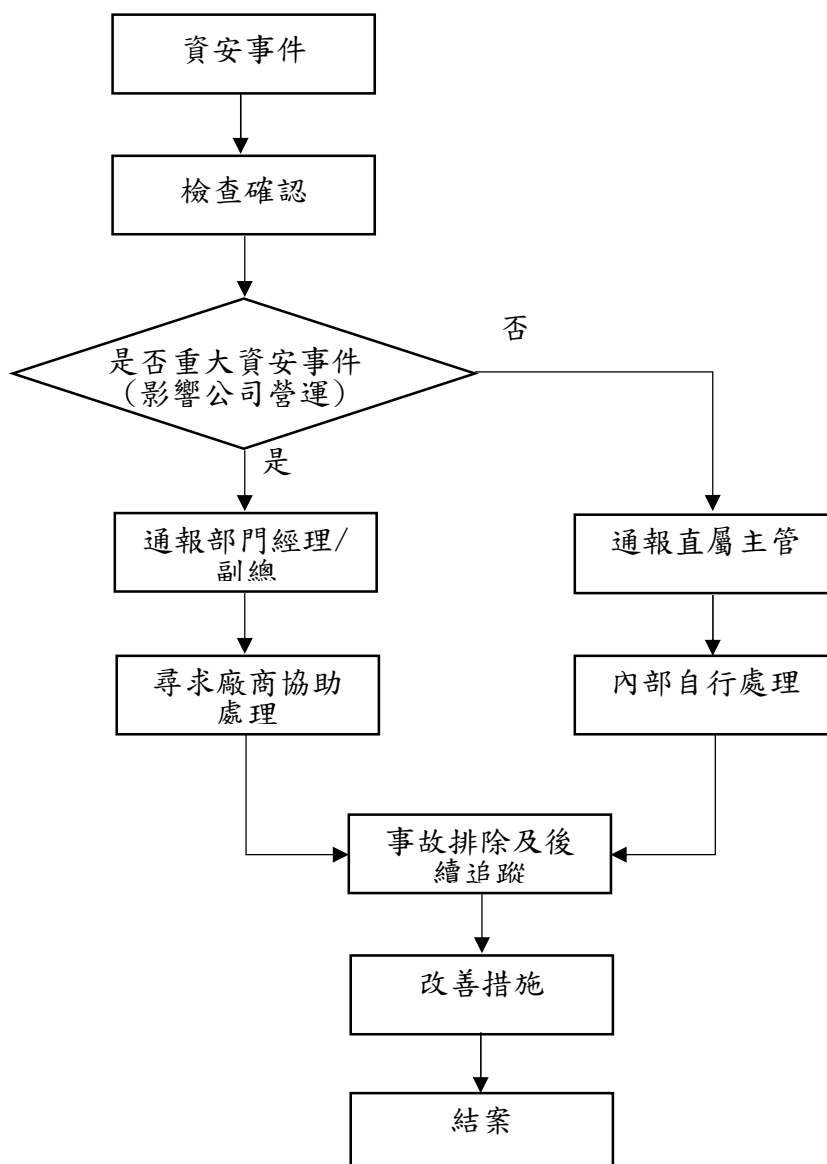 資安事件
檢查確認
是否重大資安事件
(影響公司營運)
否
是
通報部門經理/
副總
通報直屬主管
尋求廠商協助
處理
內部自行處理
事故排除及後
續追蹤
改善措施
結案